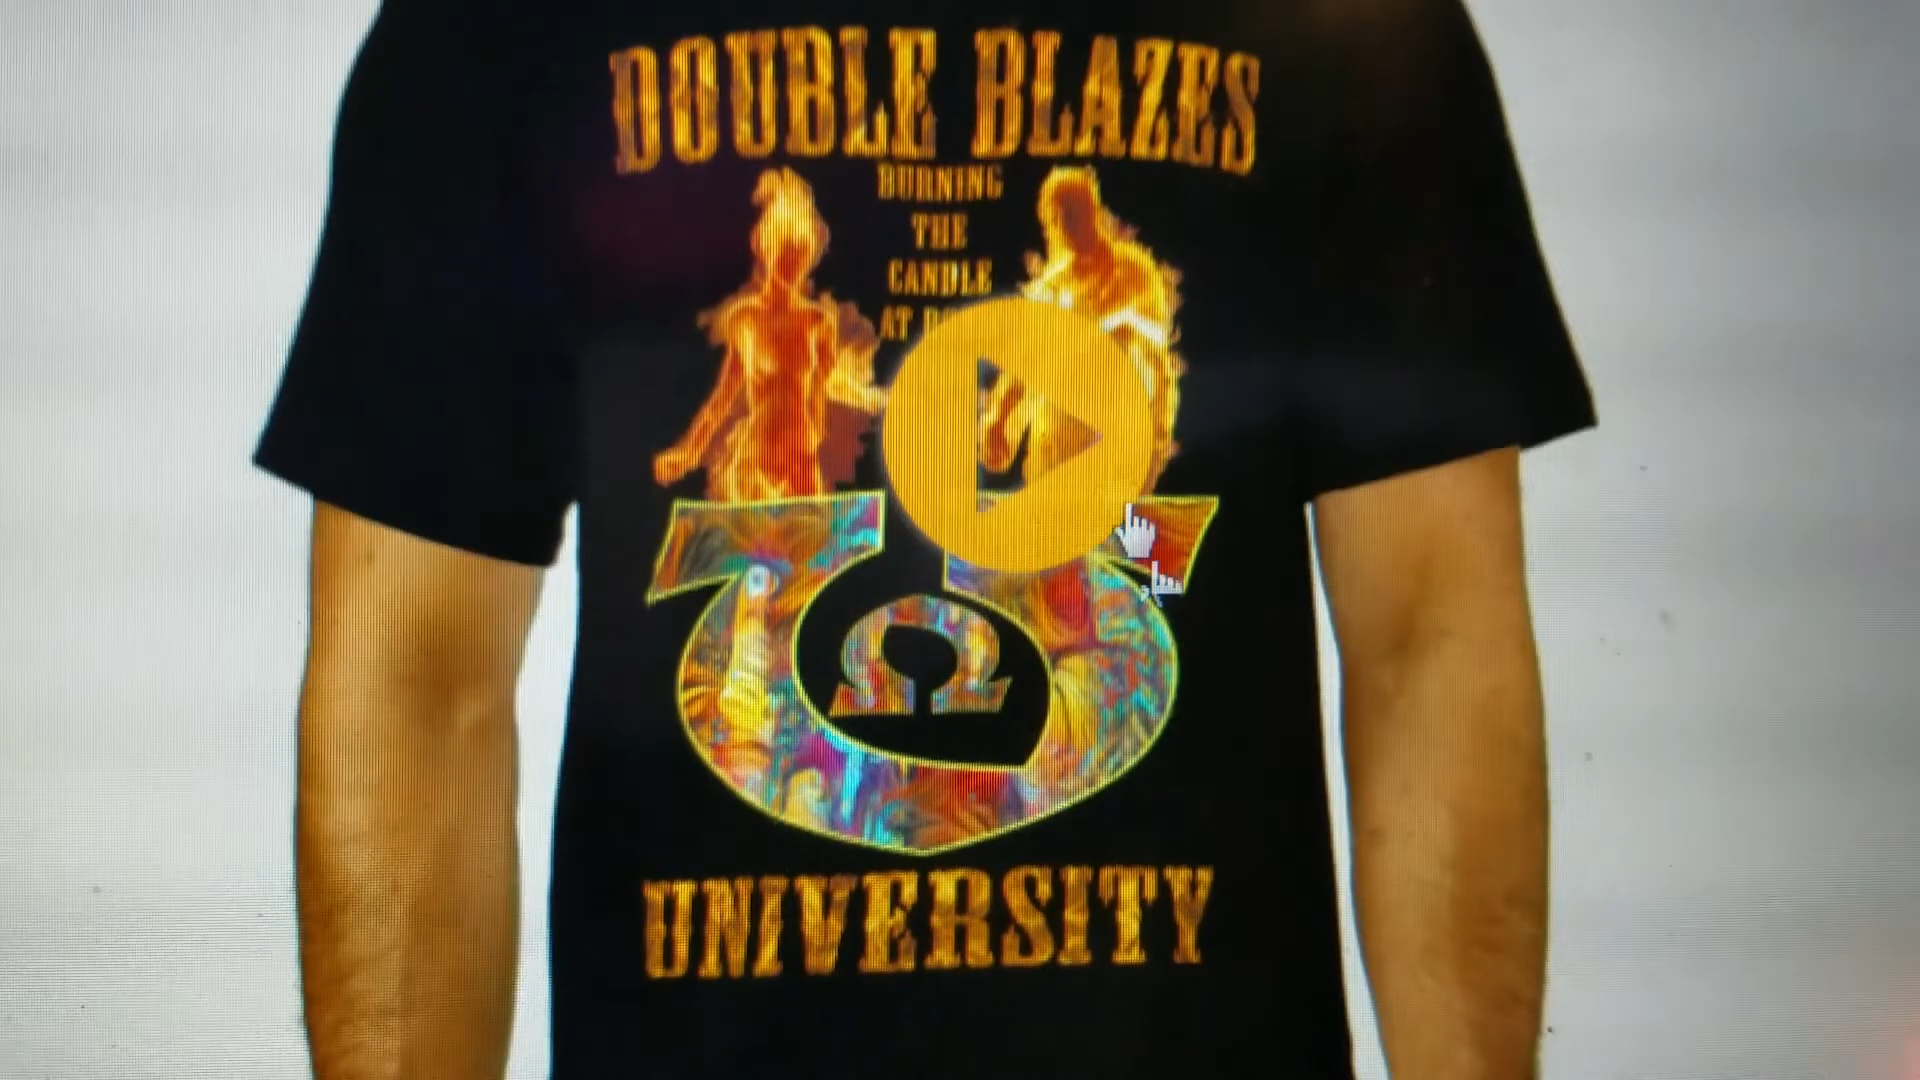 DOUBLE BLAZES
BURNING
THE
CANDLE
AT
Ω
UNIVERSITY